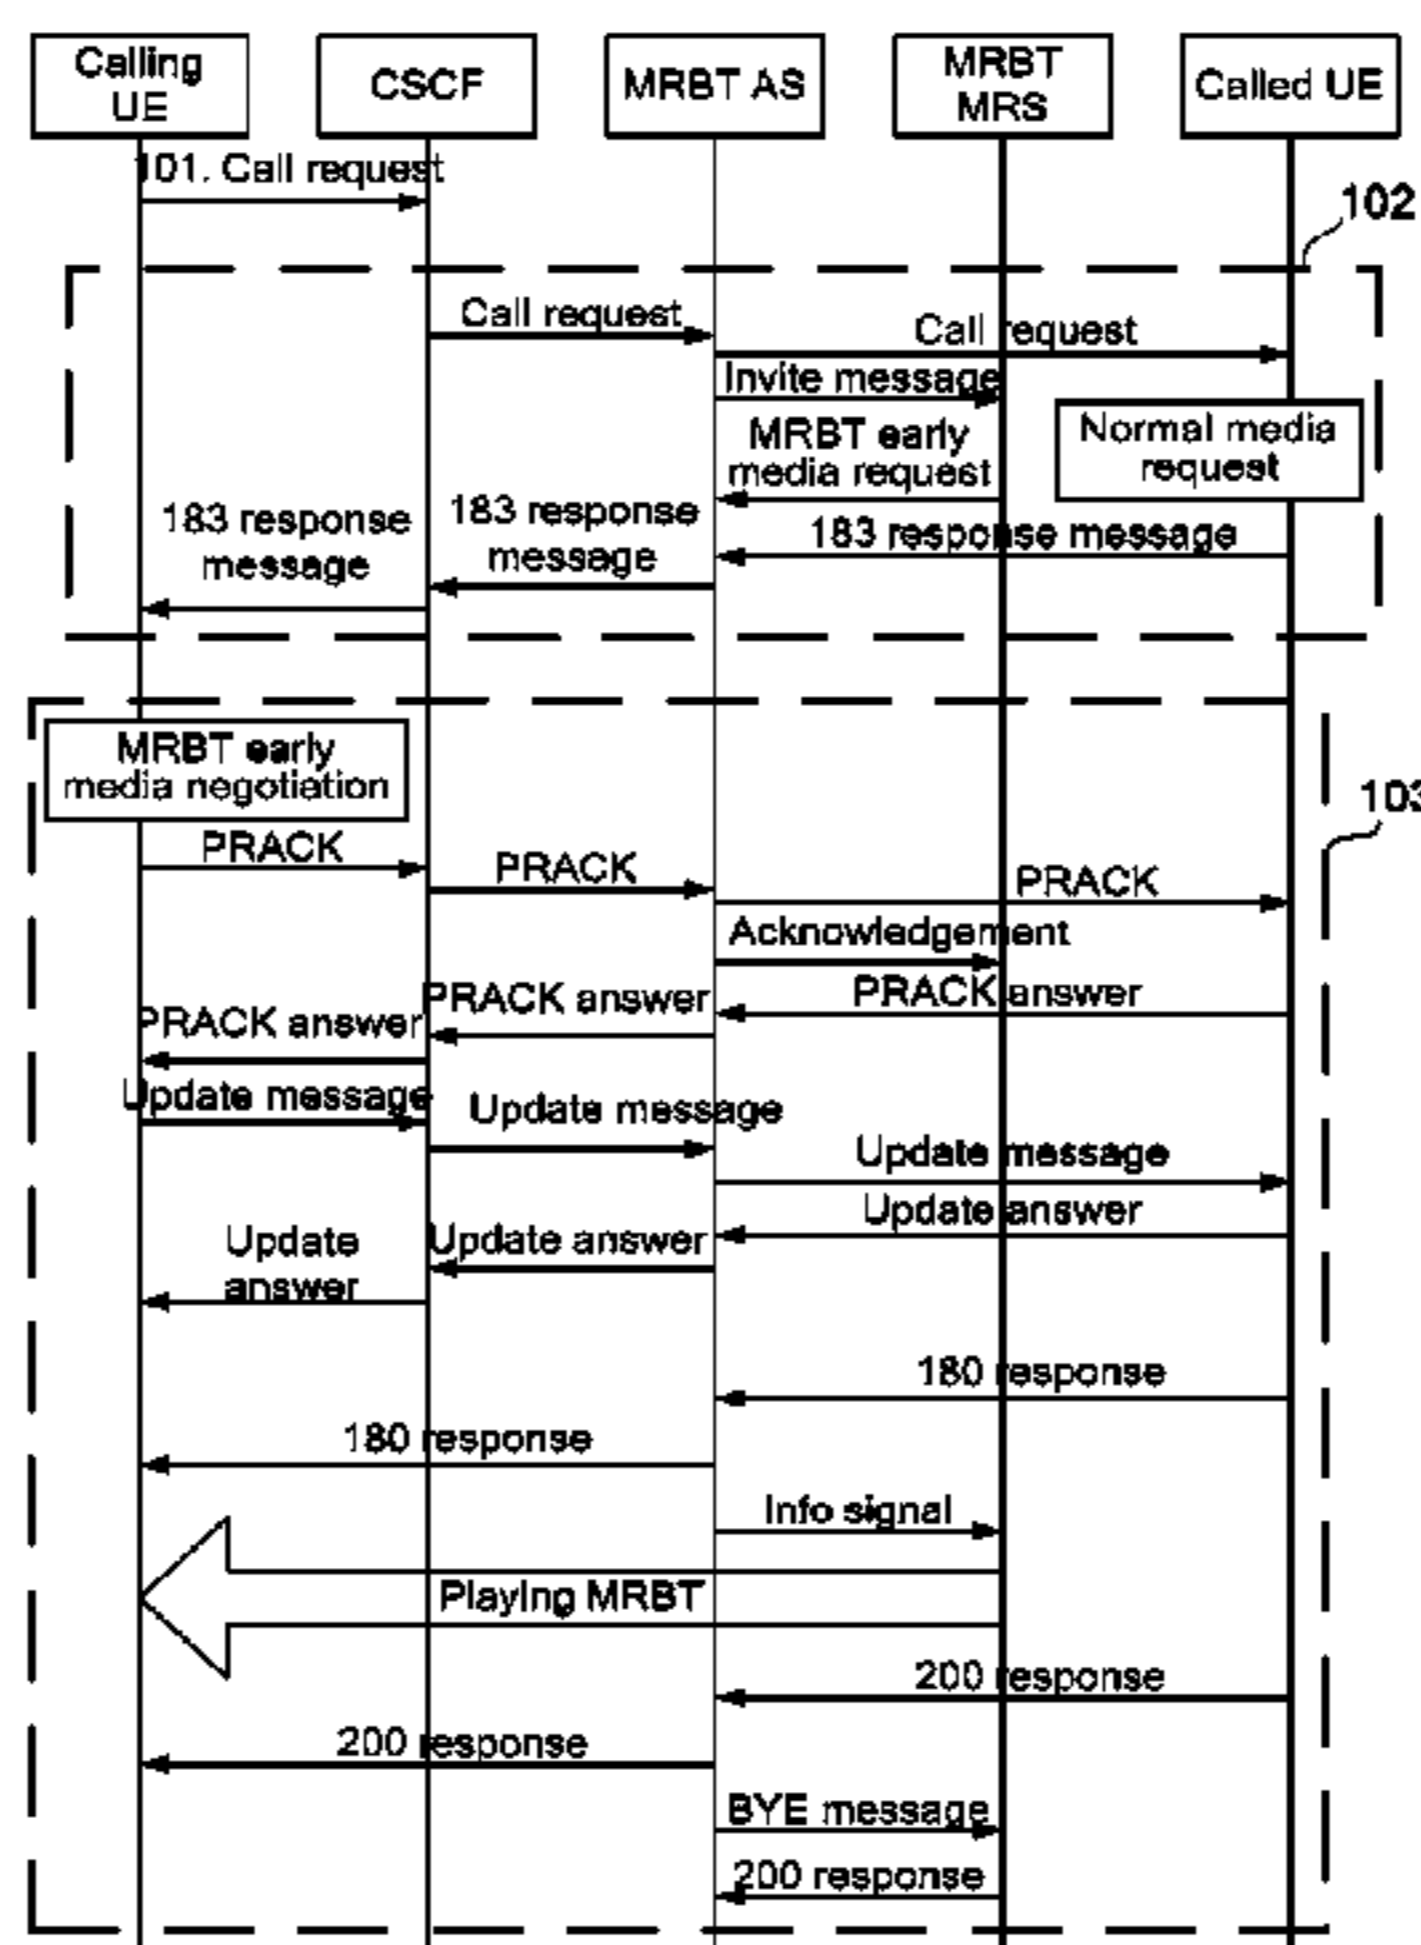 Calling
UE
CSCF
MRBT AS
MRBT
MRS
Called UE
101. Call request
102
Call request
Call request
Invite message
MRBT early
media request
Normal media
request
183 response
message
183 response
message
183 response message
MRBT early
media negotiation
103
PRACK
PRACK
PRACK
Acknowledgement
PRACK answer
PRACK answer
PRACK answer
Update message
Update message
Update message
Update answer
Update answer
Update
answer
180 response
180 response
Info signal
Playing MRBT
200 response
200 response
BYE message
200 response